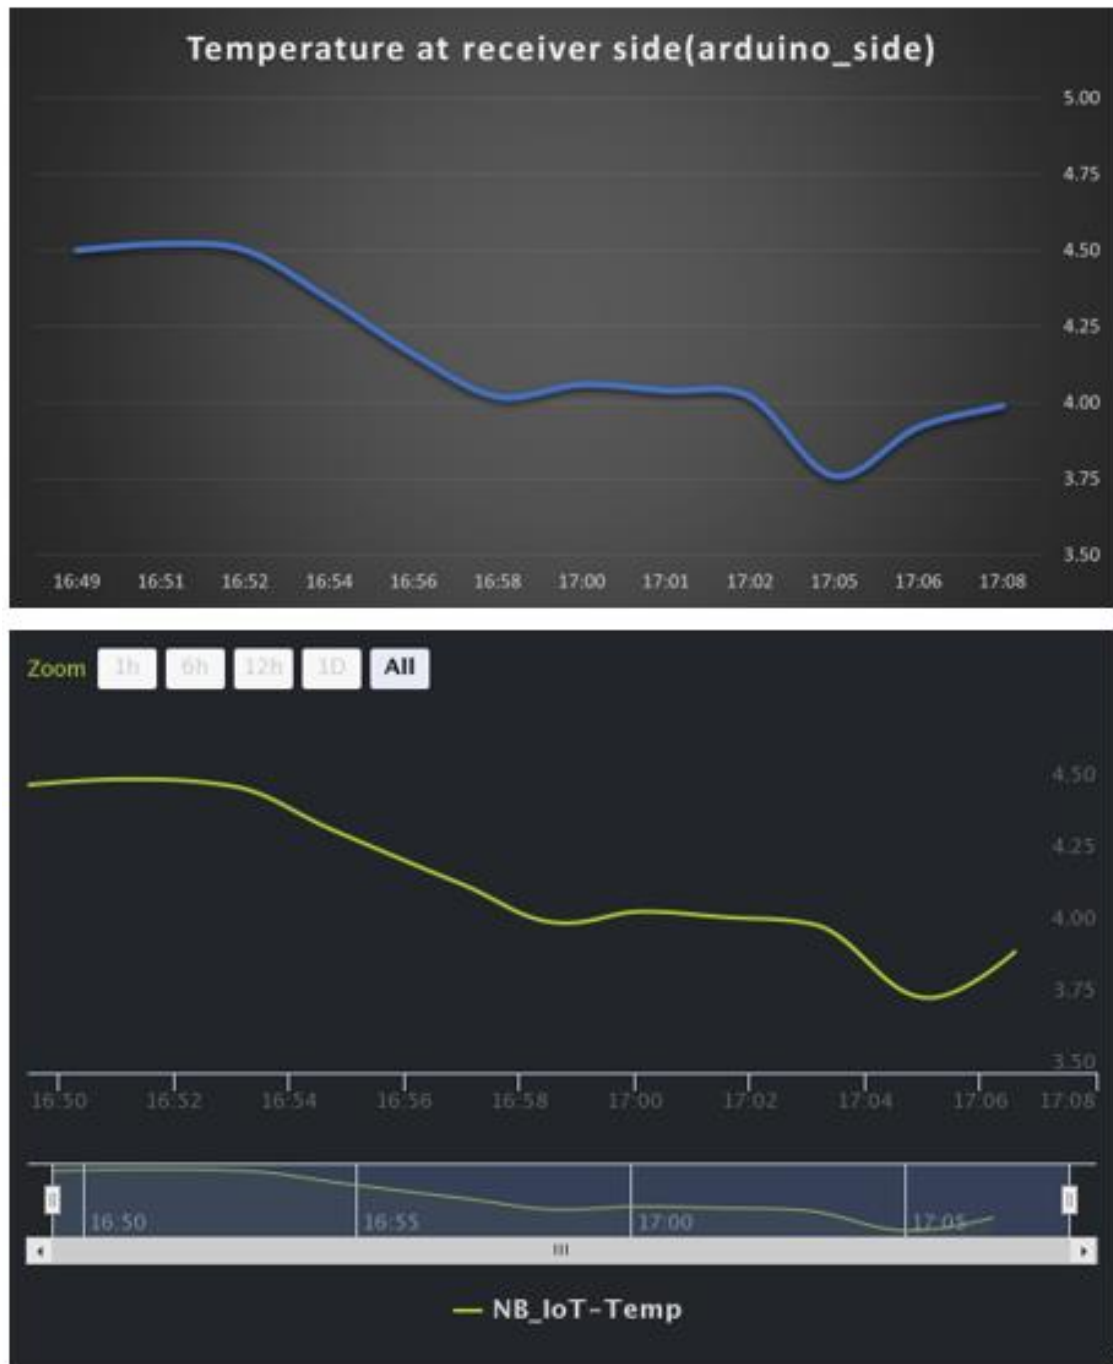 Temperature at receiver side(arduino_side)
5.00
4.75
4.50
4.25
4.00
3.75
3.50
16:49 16:51 16:52 16:54 16:56 16:58 17:00 17:01 17:02 17:05 17:06 17:08
Zoom 1h 6h 12h 1D All
4.50
4.25
4.00
3.75
3.50
16:50 16:52 16:54 16:56 16:58 17:00 17:02 17:04 17:06 17:08
16:50 16:55 17:00 17:05
NB_IoT-Temp